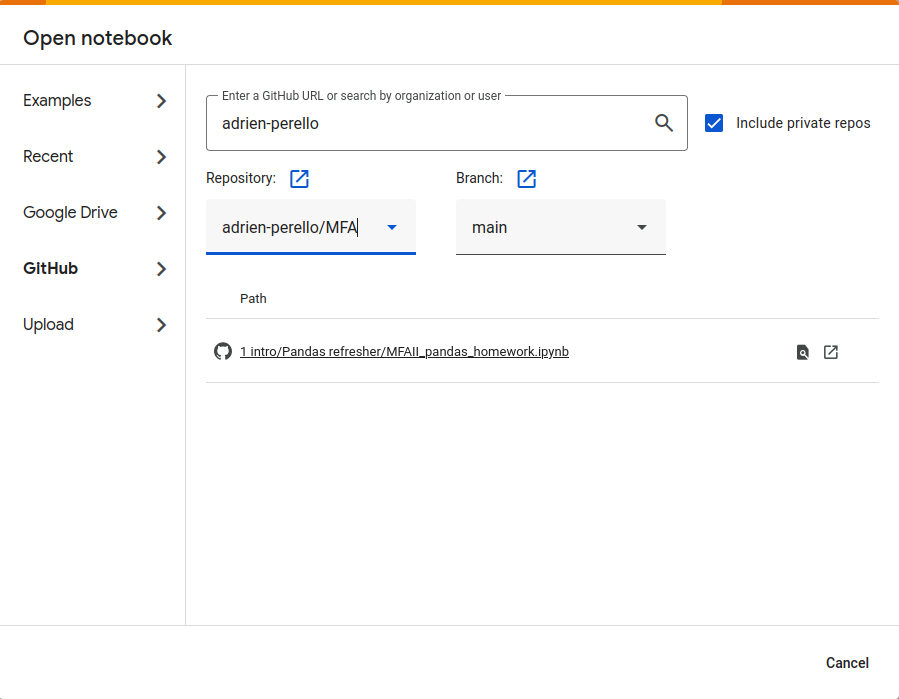 Open notebook
Examples
Recent
Google Drive
GitHub
Upload
Enter a GitHub URL or search by organization or user
adrien-perello
Include private repos
Repository:
Branch:
adrien-perello/MFA
main
Path
1 intro/Pandas refresher/MFAII_pandas_homework.ipynb
Cancel